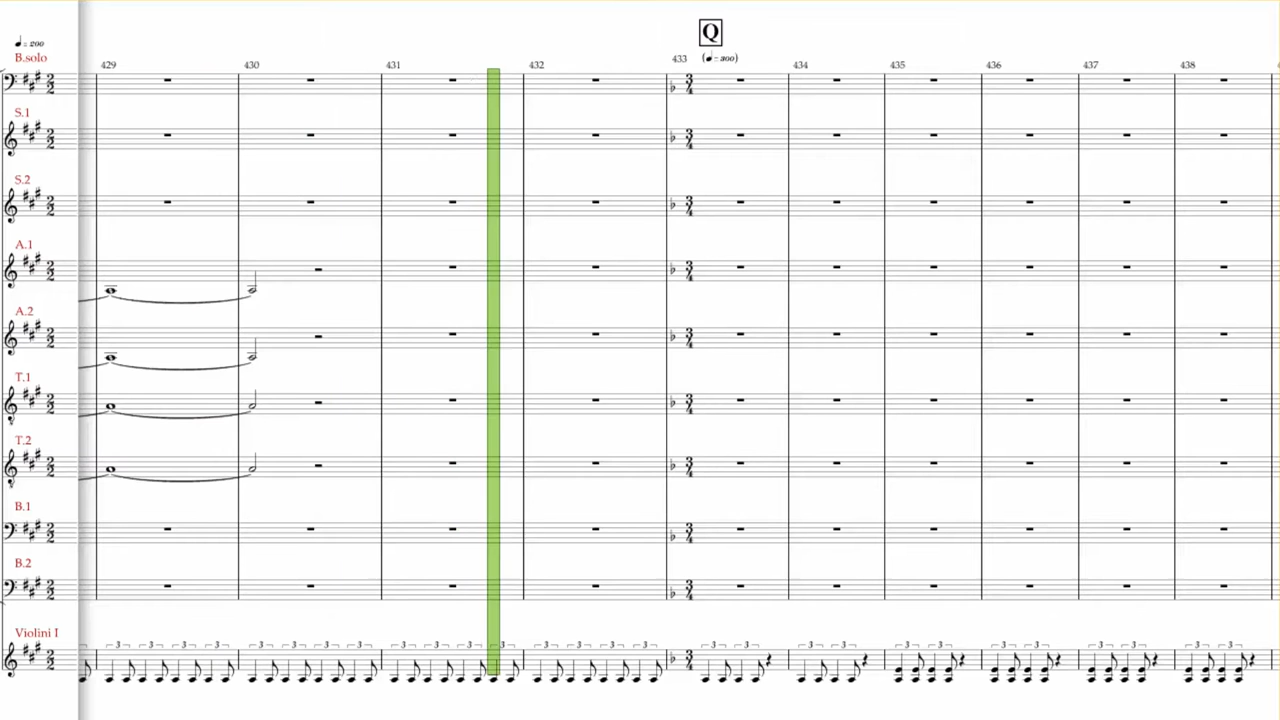 Q
♩ = 200
(♩ = 300)
B.solo
429 430 431 432 433 434 435 436 437 438
S.1
S.2
A.1
A.2
T.1
T.2
B.1
B.2
Violini I